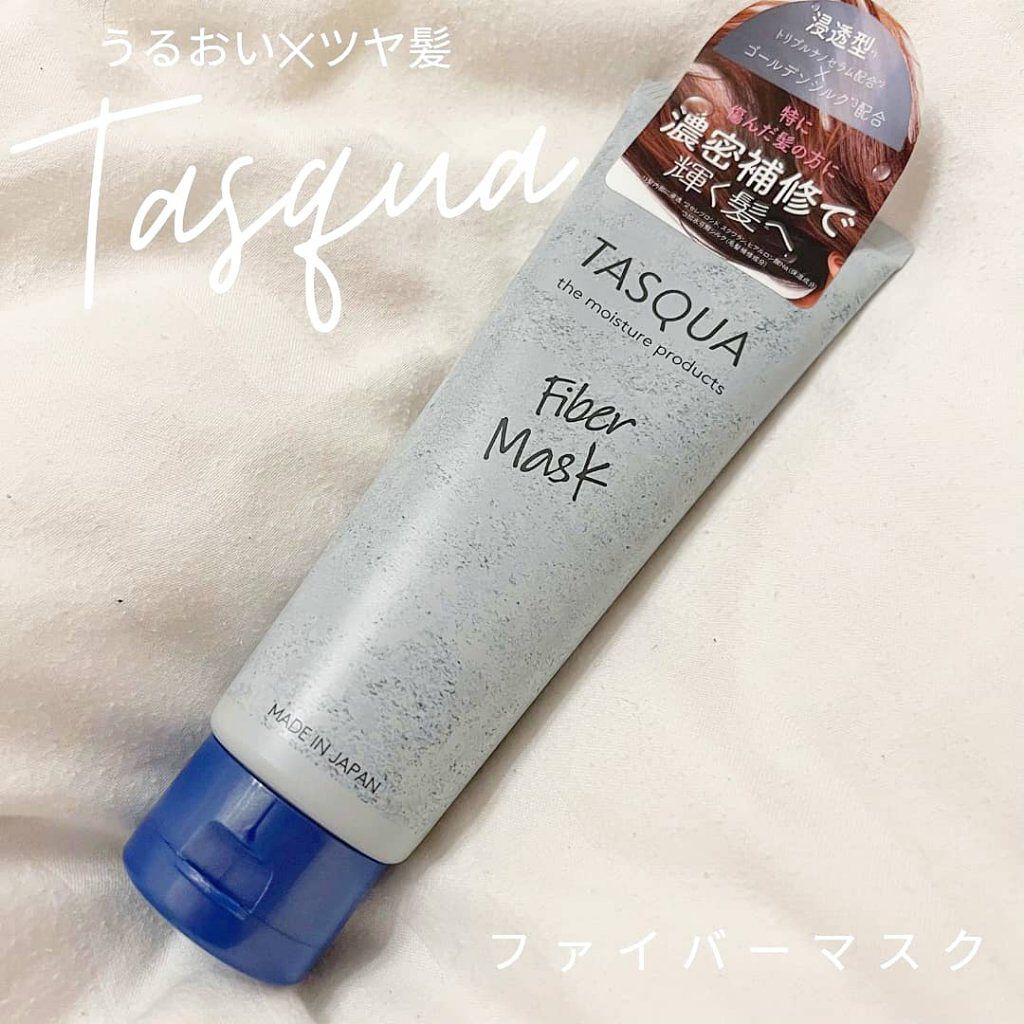 うるおい×ツヤ髪
Tasqua
浸透型
トリプルナノセラム配合
×
ゴールデンシルク配合
特に
傷んだ髪の方に
濃密補修で
輝く髪へ
TASQUA
the moisture products
Fiber
Mask
MADE IN JAPAN
ファイバーマスク